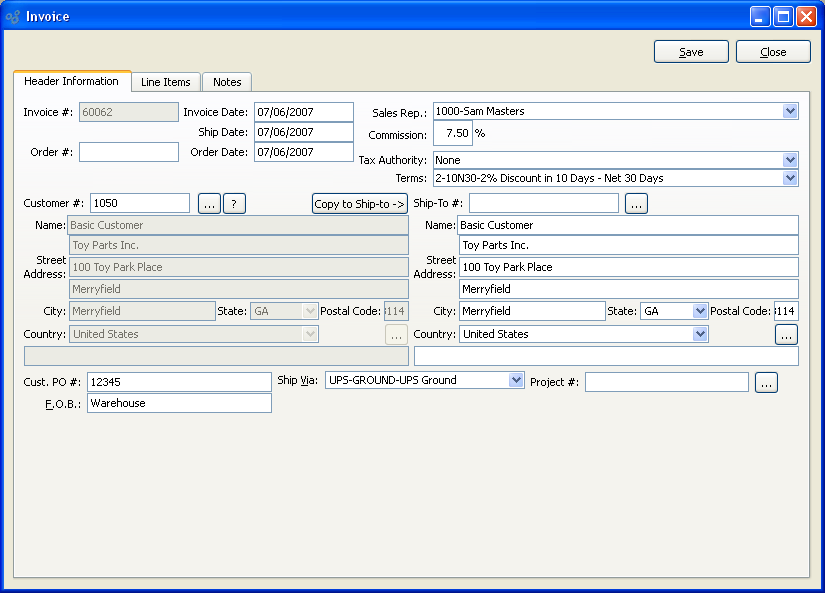 Invoice
Save Close
Header Information Line Items Notes
Invoice #: 60062 Invoice Date: 07/06/2007 Sales Rep.: 1000-Sam Masters
Ship Date: 07/06/2007 Commission: 7.50 %
Order #: Order Date: 07/06/2007 Tax Authority: None
Terms: 2-10N30-2% Discount in 10 Days - Net 30 Days
Customer #: 1050 ... ? Copy to Ship-to -> Ship-To #: ...
Name: Basic Customer Name: Basic Customer
Toy Parts Inc. Toy Parts Inc.
Street Address: 100 Toy Park Place Street Address: 100 Toy Park Place
Merryfield Merryfield
City: Merryfield State: GA Postal Code: 114 City: Merryfield State: GA Postal Code: 114
Country: United States ... Country: United States ...
Cust. PO #: 12345 Ship Via: UPS-GROUND-UPS Ground Project #: ...
F.O.B.: Warehouse